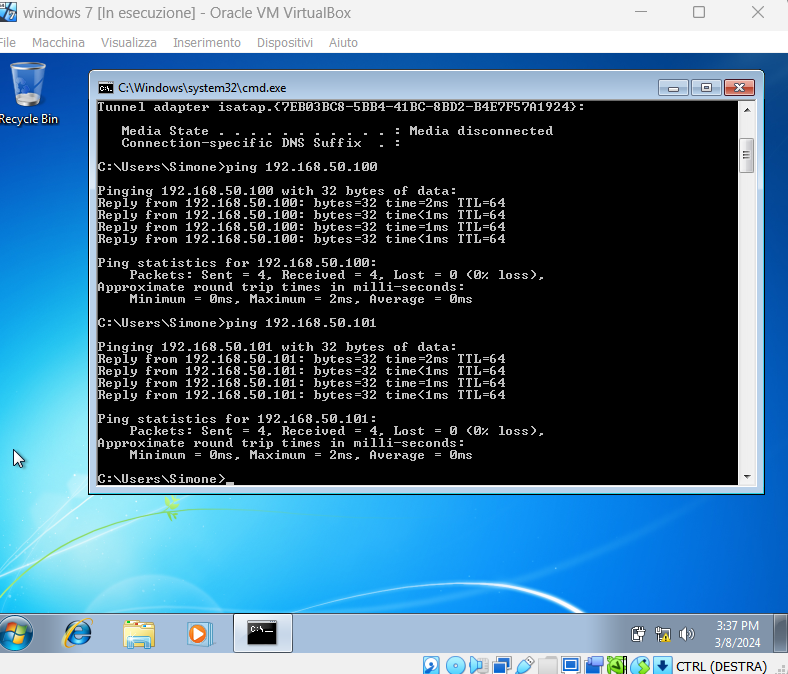 windows 7 [In esecuzione] - Oracle VM VirtualBox
File Macchina Visualizza Inserimento Dispositivi Aiuto
Recycle Bin
C:\Windows\system32\cmd.exe
Tunnel adapter isatap.{7EB03BC8-5BB4-41BC-8BD2-B4E7F57A1924}:
Media State . . . . . . . . . . . : Media disconnected
Connection-specific DNS Suffix  . :
C:\Users\Simone>ping 192.168.50.100
Pinging 192.168.50.100 with 32 bytes of data:
Reply from 192.168.50.100: bytes=32 time=2ms TTL=64
Reply from 192.168.50.100: bytes=32 time<1ms TTL=64
Reply from 192.168.50.100: bytes=32 time=1ms TTL=64
Reply from 192.168.50.100: bytes=32 time<1ms TTL=64
Ping statistics for 192.168.50.100:
Packets: Sent = 4, Received = 4, Lost = 0 (0% loss),
Approximate round trip times in milli-seconds:
Minimum = 0ms, Maximum = 2ms, Average = 0ms
C:\Users\Simone>ping 192.168.50.101
Pinging 192.168.50.101 with 32 bytes of data:
Reply from 192.168.50.101: bytes=32 time=2ms TTL=64
Reply from 192.168.50.101: bytes=32 time<1ms TTL=64
Reply from 192.168.50.101: bytes=32 time=1ms TTL=64
Reply from 192.168.50.101: bytes=32 time<1ms TTL=64
Ping statistics for 192.168.50.101:
Packets: Sent = 4, Received = 4, Lost = 0 (0% loss),
Approximate round trip times in milli-seconds:
Minimum = 0ms, Maximum = 2ms, Average = 0ms
C:\Users\Simone>_
3:37 PM
3/8/2024
CTRL (DESTRA)